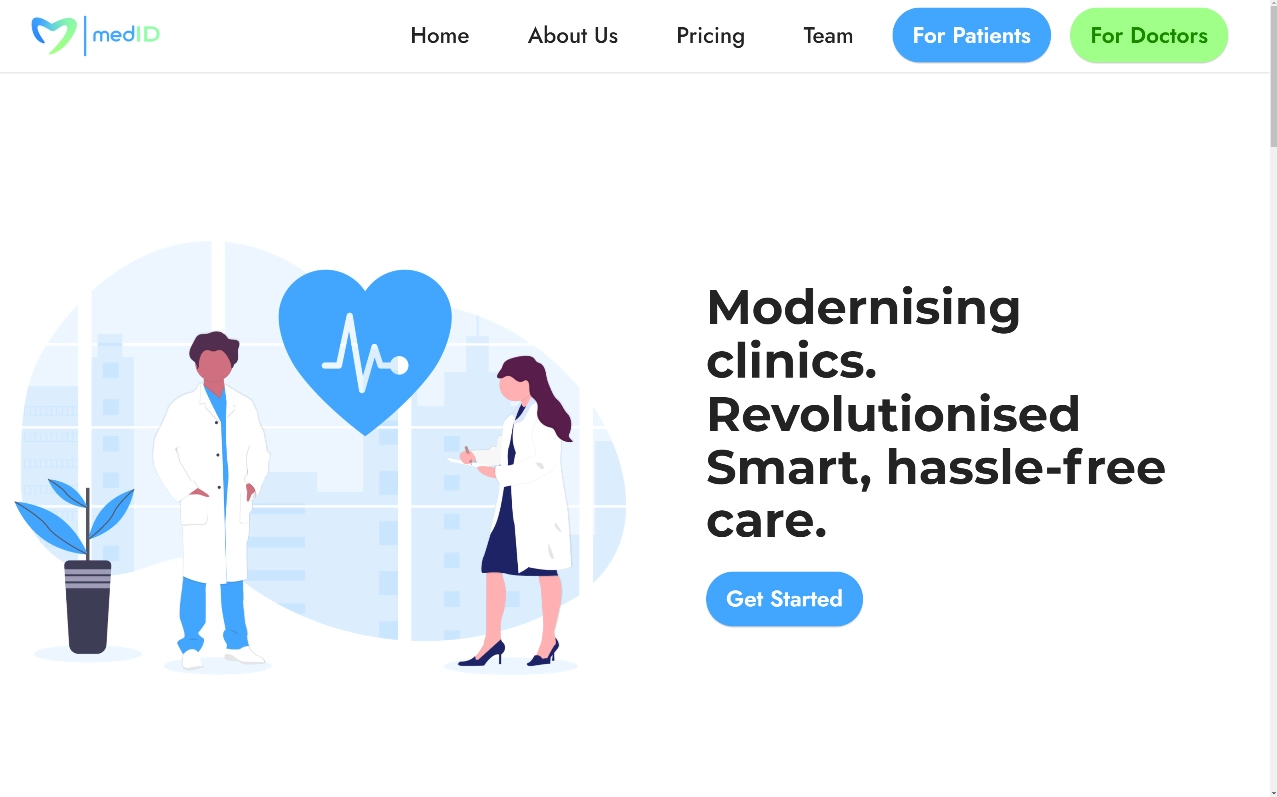 medID
Home
About Us
Pricing
Team
For Patients
For Doctors
Modernising
clinics.
Revolutionised
Smart, hassle-free
care.
Get Started